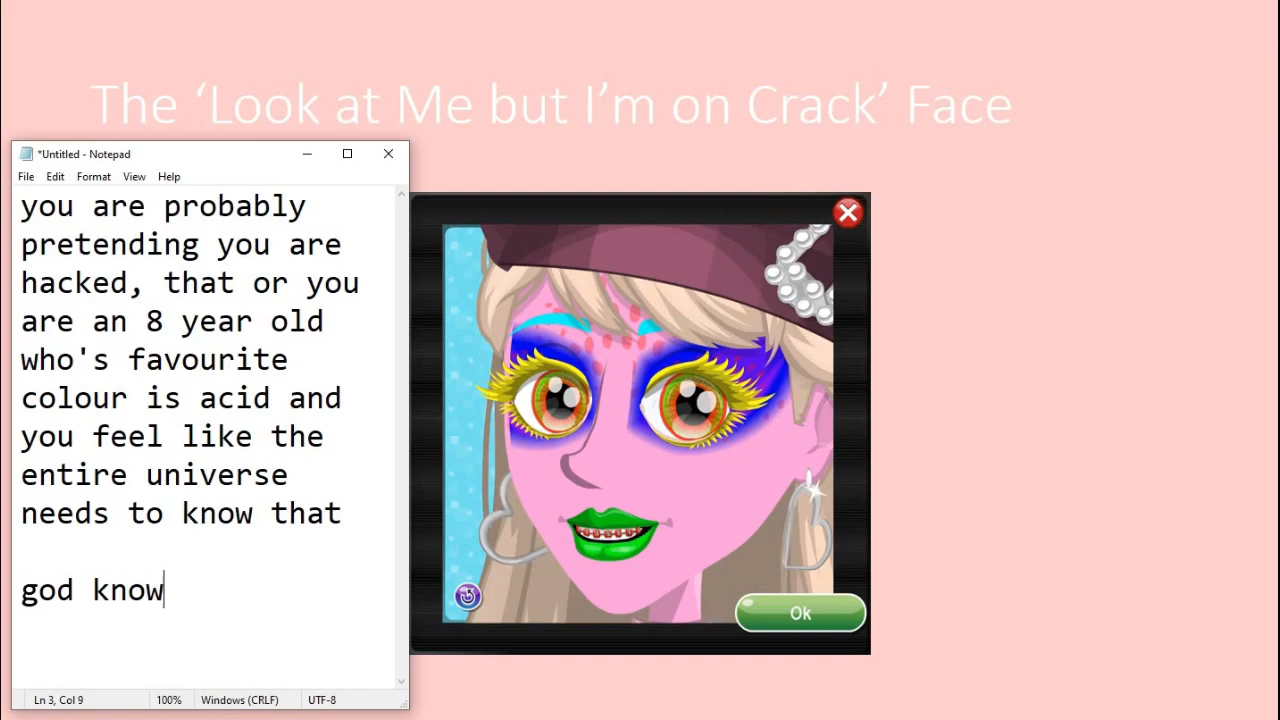 The ‘Look at Me but I’m on Crack’ Face
*Untitled - Notepad
File Edit Format View Help
you are probably
pretending you are
hacked, that or you
are an 8 year old
who's favourite
colour is acid and
you feel like the
entire universe
needs to know that
god know
Ok
Ln 3, Col 9 100% Windows (CRLF) UTF-8